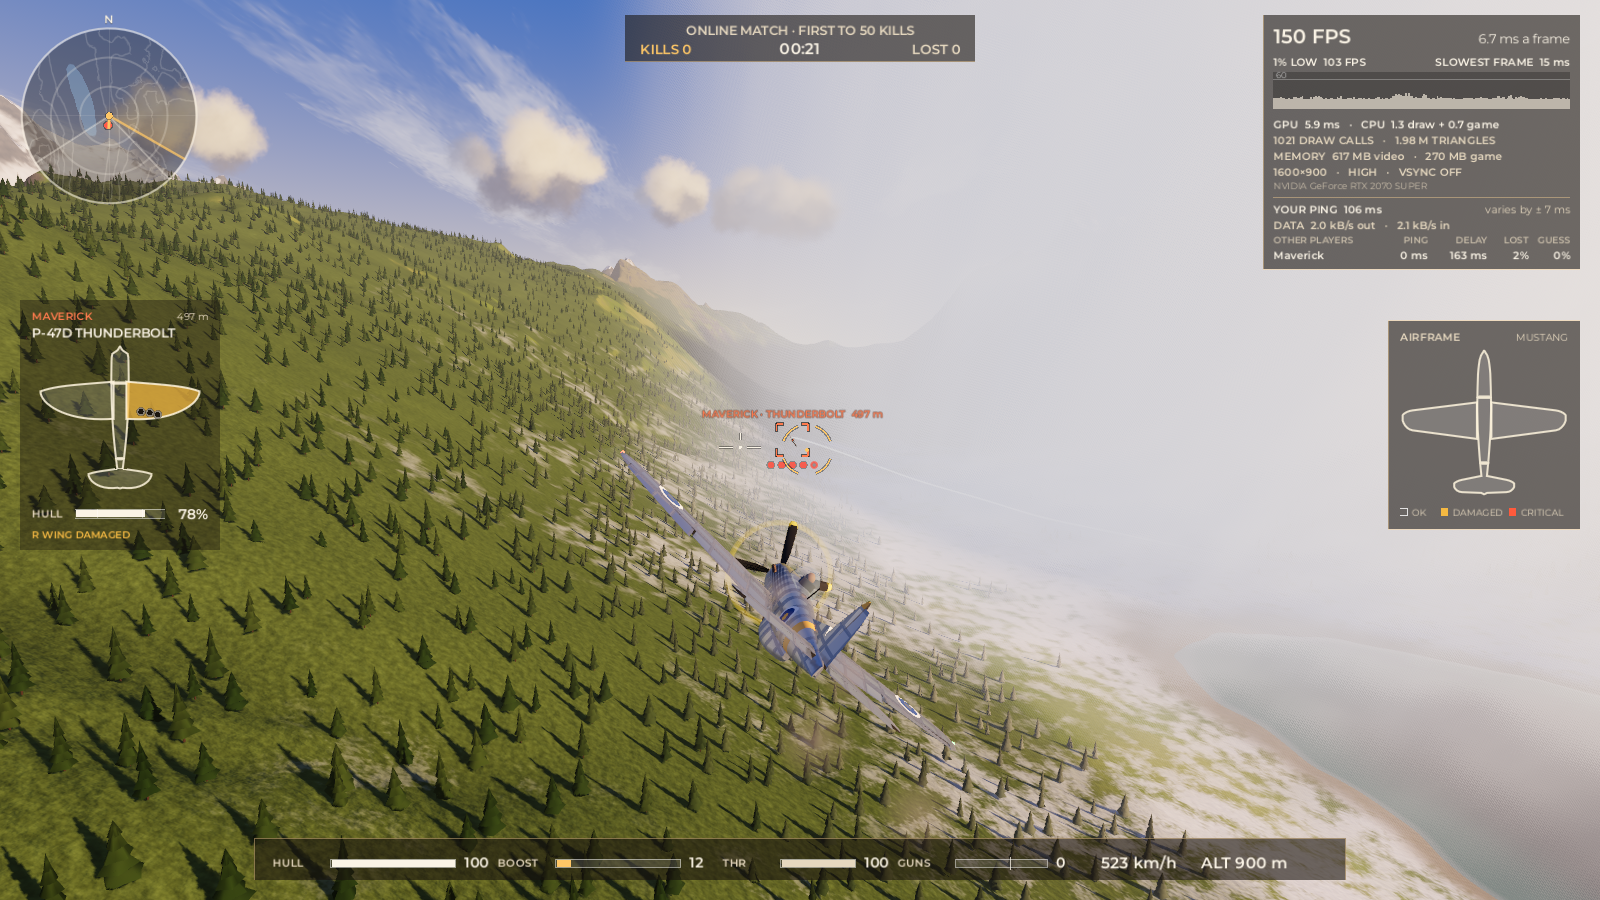 N
ONLINE MATCH · FIRST TO 50 KILLS
KILLS 0 00:21 LOST 0
150 FPS 6.7 ms a frame
1% LOW 103 FPS SLOWEST FRAME 15 ms
60
GPU 5.9 ms · CPU 1.3 draw + 0.7 game
1021 DRAW CALLS · 1.98 M TRIANGLES
MEMORY 617 MB video · 270 MB game
1600×900 · HIGH · VSYNC OFF
NVIDIA GeForce RTX 2070 SUPER
YOUR PING 106 ms varies by ± 7 ms
DATA 2.0 kB/s out · 2.1 kB/s in
OTHER PLAYERS PING DELAY LOST GUESS
Maverick 0 ms 163 ms 2% 0%
MAVERICK 497 m
P-47D THUNDERBOLT
HULL 78%
R WING DAMAGED
MAVERICK · THUNDERBOLT 497 m
AIRFRAME MUSTANG
OK DAMAGED CRITICAL
HULL 100 BOOST 12 THR 100 GUNS 0 523 km/h ALT 900 m